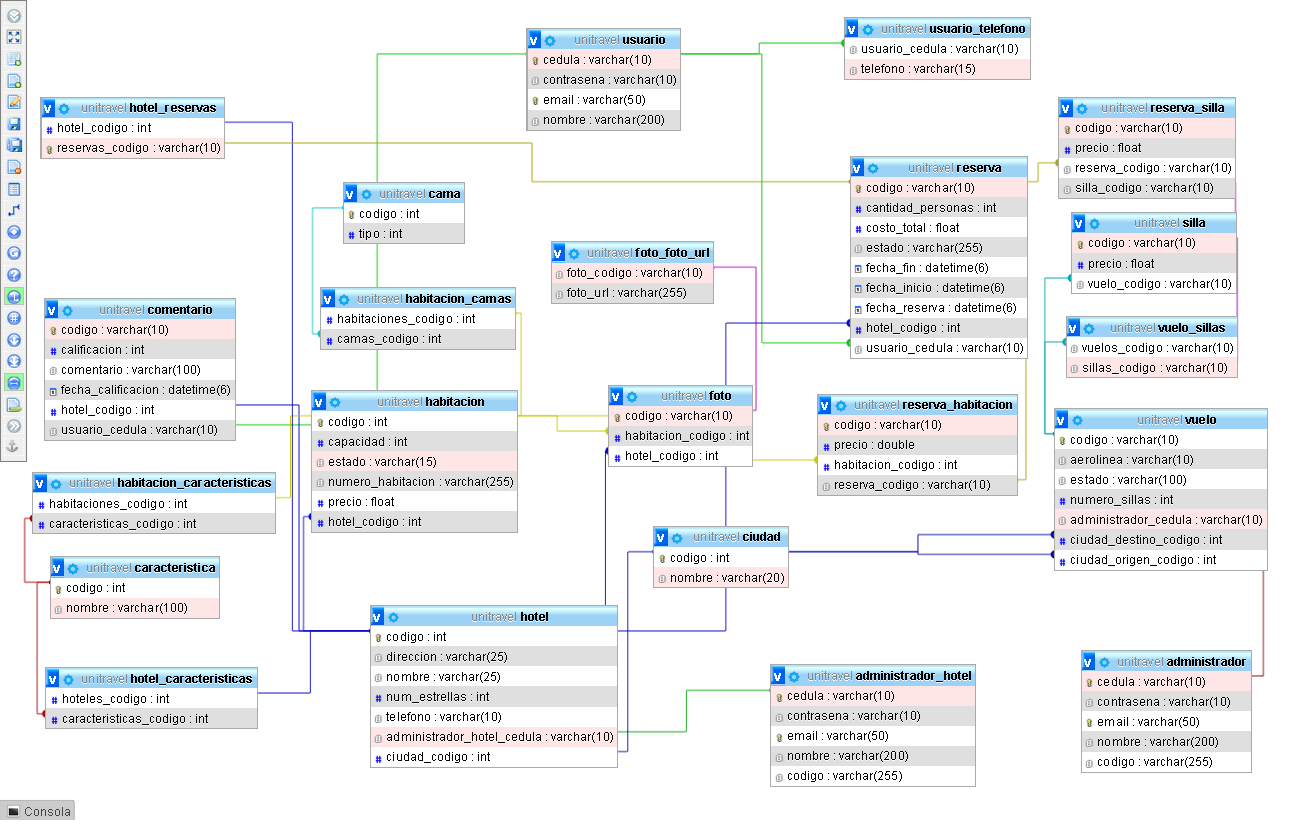 unitravel usuario
cedula : varchar(10)
contrasena : varchar(10)
email : varchar(50)
nombre : varchar(200)
unitravel usuario_telefono
usuario_cedula : varchar(10)
telefono : varchar(15)
unitravel hotel_reservas
hotel_codigo : int
reservas_codigo : varchar(10)
unitravel reserva_silla
codigo : varchar(10)
precio : float
reserva_codigo : varchar(10)
silla_codigo : varchar(10)
unitravel reserva
codigo : varchar(10)
cantidad_personas : int
costo_total : float
estado : varchar(255)
fecha_fin : datetime(6)
fecha_inicio : datetime(6)
fecha_reserva : datetime(6)
hotel_codigo : int
usuario_cedula : varchar(10)
unitravel cama
codigo : int
tipo : int
unitravel silla
codigo : varchar(10)
precio : float
vuelo_codigo : varchar(10)
unitravel foto_foto_url
foto_codigo : varchar(10)
foto_url : varchar(255)
unitravel habitacion_camas
habitaciones_codigo : int
camas_codigo : int
unitravel comentario
codigo : varchar(10)
calificacion : int
comentario : varchar(100)
fecha_calificacion : datetime(6)
hotel_codigo : int
usuario_cedula : varchar(10)
unitravel vuelo_sillas
vuelos_codigo : varchar(10)
sillas_codigo : varchar(10)
unitravel habitacion
codigo : int
capacidad : int
estado : varchar(15)
numero_habitacion : varchar(255)
precio : float
hotel_codigo : int
unitravel foto
codigo : varchar(10)
habitacion_codigo : int
hotel_codigo : int
unitravel reserva_habitacion
codigo : varchar(10)
precio : double
habitacion_codigo : int
reserva_codigo : varchar(10)
unitravel vuelo
codigo : varchar(10)
aerolinea : varchar(10)
estado : varchar(100)
numero_sillas : int
administrador_cedula : varchar(10)
ciudad_destino_codigo : int
ciudad_origen_codigo : int
unitravel habitacion_caracteristicas
habitaciones_codigo : int
caracteristicas_codigo : int
unitravel ciudad
codigo : int
nombre : varchar(20)
unitravel caracteristica
codigo : int
nombre : varchar(100)
unitravel hotel
codigo : int
direccion : varchar(25)
nombre : varchar(25)
num_estrellas : int
telefono : varchar(10)
administrador_hotel_cedula : varchar(10)
ciudad_codigo : int
unitravel hotel_caracteristicas
hoteles_codigo : int
caracteristicas_codigo : int
unitravel administrador_hotel
cedula : varchar(10)
contrasena : varchar(10)
email : varchar(50)
nombre : varchar(200)
codigo : varchar(255)
unitravel administrador
cedula : varchar(10)
contrasena : varchar(10)
email : varchar(50)
nombre : varchar(200)
codigo : varchar(255)
Consola